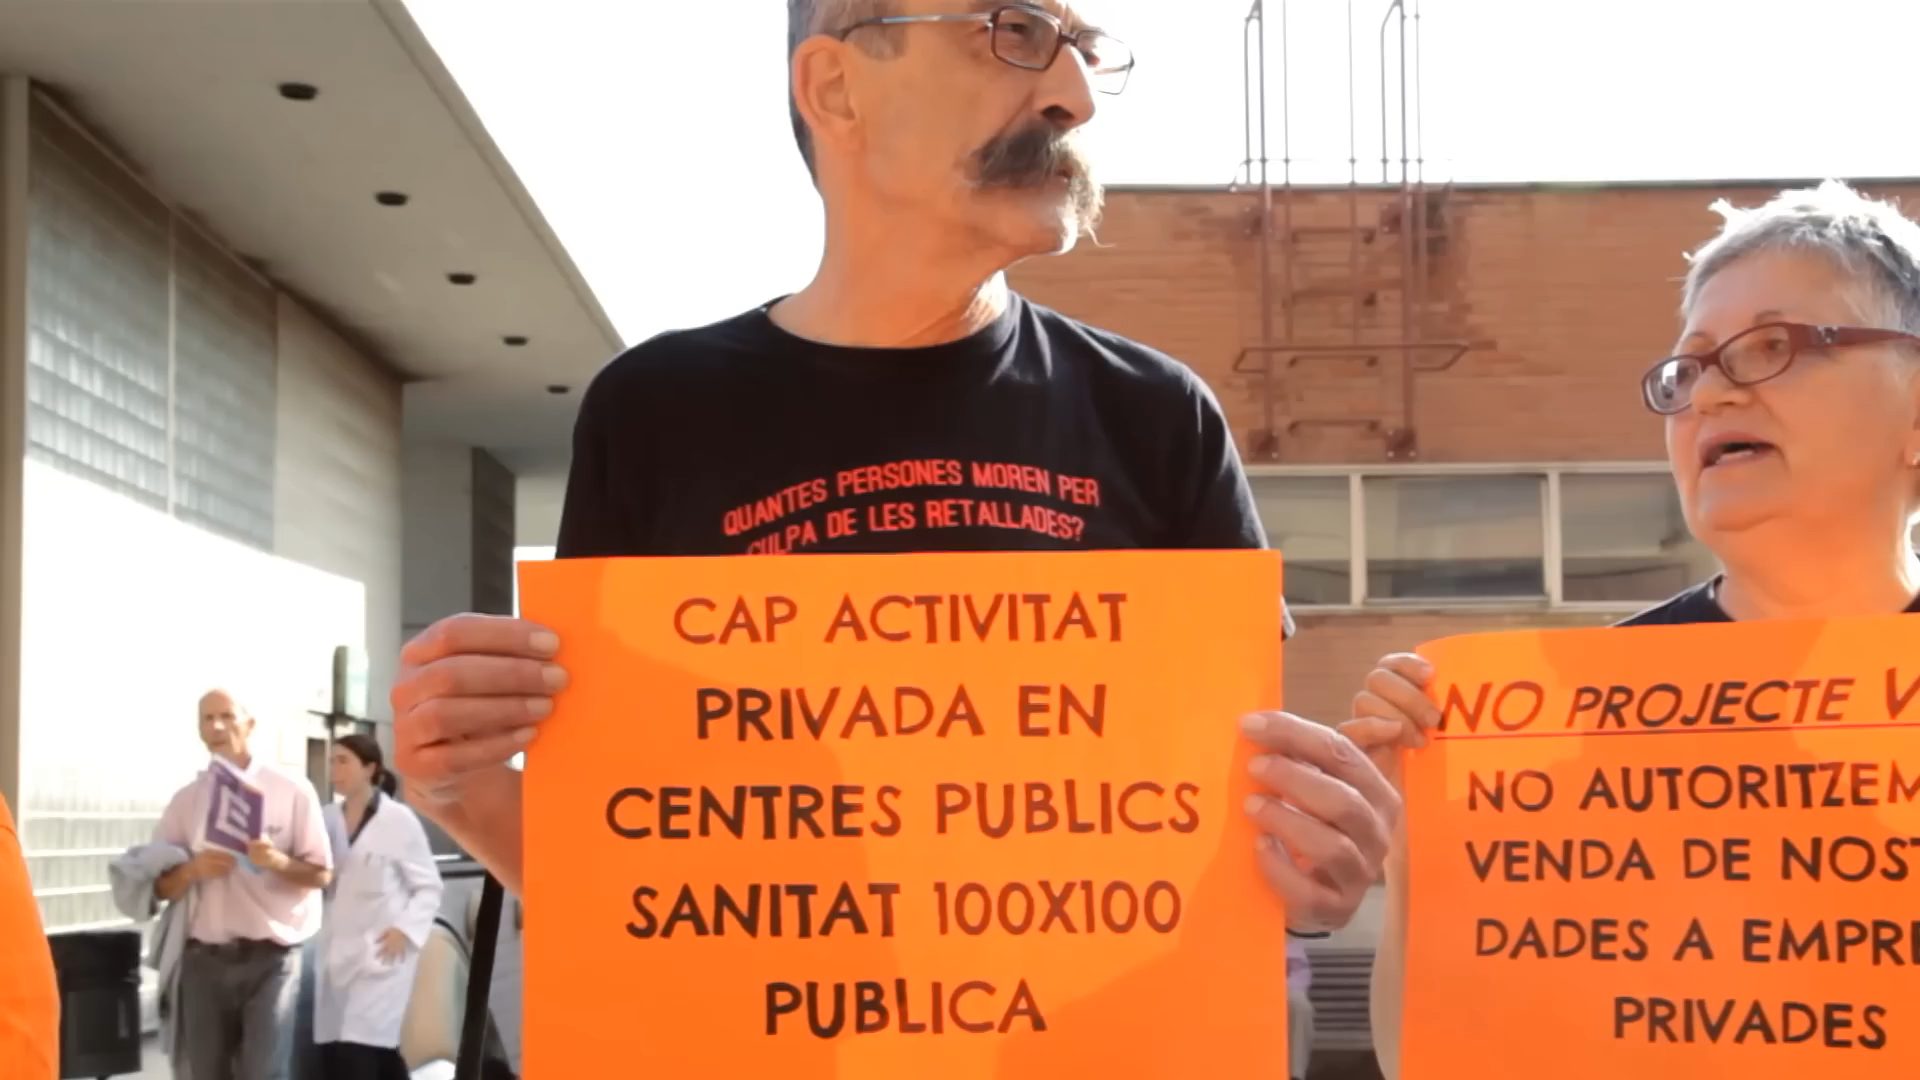 QUANTES PERSONES MOREN PER
CULPA DE LES RETALLADES?
CAP ACTIVITAT
PRIVADA EN
CENTRES PUBLICS
SANITAT 100X100
PUBLICA
NO PROJECTE
NO AUTORITZEM
VENDA DE
DADES A
PRIVADES